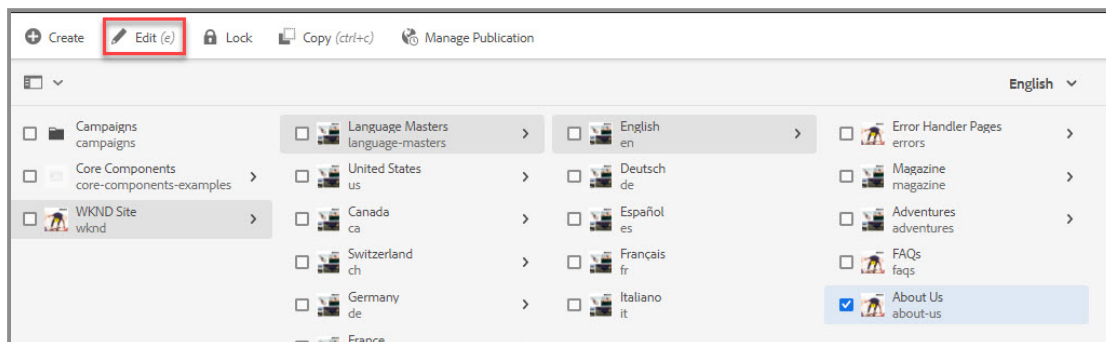 Create Edit (e) Lock Copy (ctrl+c) Manage Publication
English
Campaigns
campaigns
Core Components
core-components-examples
WKND Site
wknd
Language Masters
language-masters
United States
us
Canada
ca
Switzerland
ch
Germany
de
France
English
en
Deutsch
de
Español
es
Français
fr
Italiano
it
Error Handler Pages
errors
Magazine
magazine
Adventures
adventures
FAQs
faqs
About Us
about-us